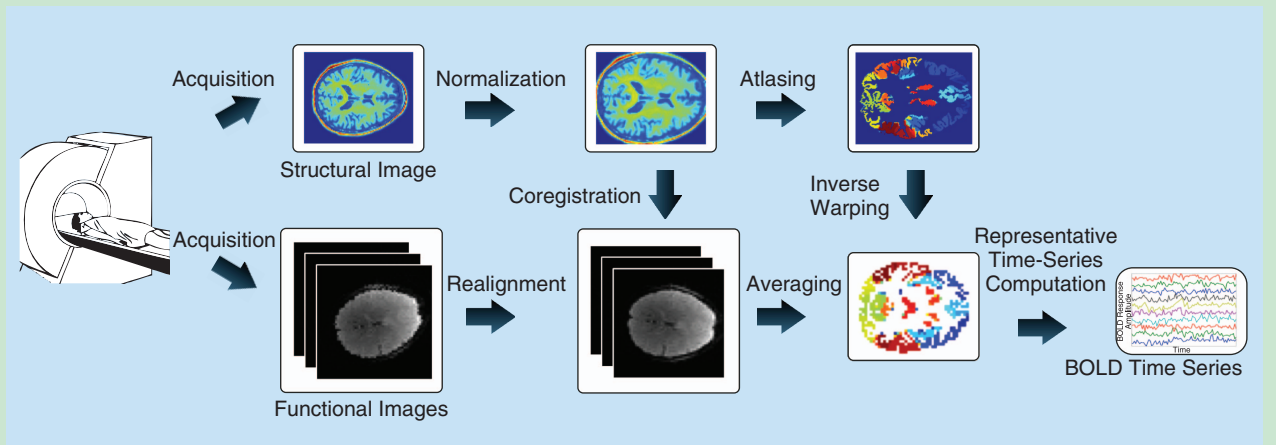 Acquisition
Normalization
Atlasing
Structural Image
Coregistration
Inverse
Warping
Acquisition
Realignment
Averaging
Representative
Time-Series
Computation
Functional Images
BOLD Response
Amplitude
Time
BOLD Time Series